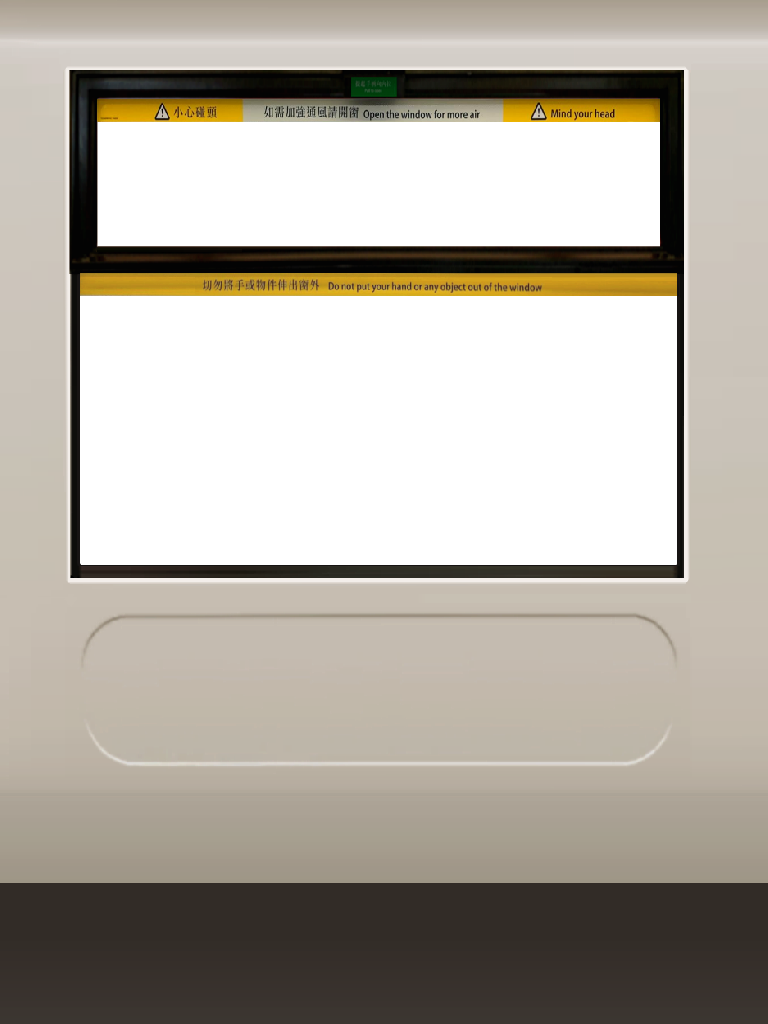 小心碰頭 如需加強通風請開窗 Open the window for more air Mind your head
切勿將手或物件伸出窗外 Do not put your hand or any object out of the window